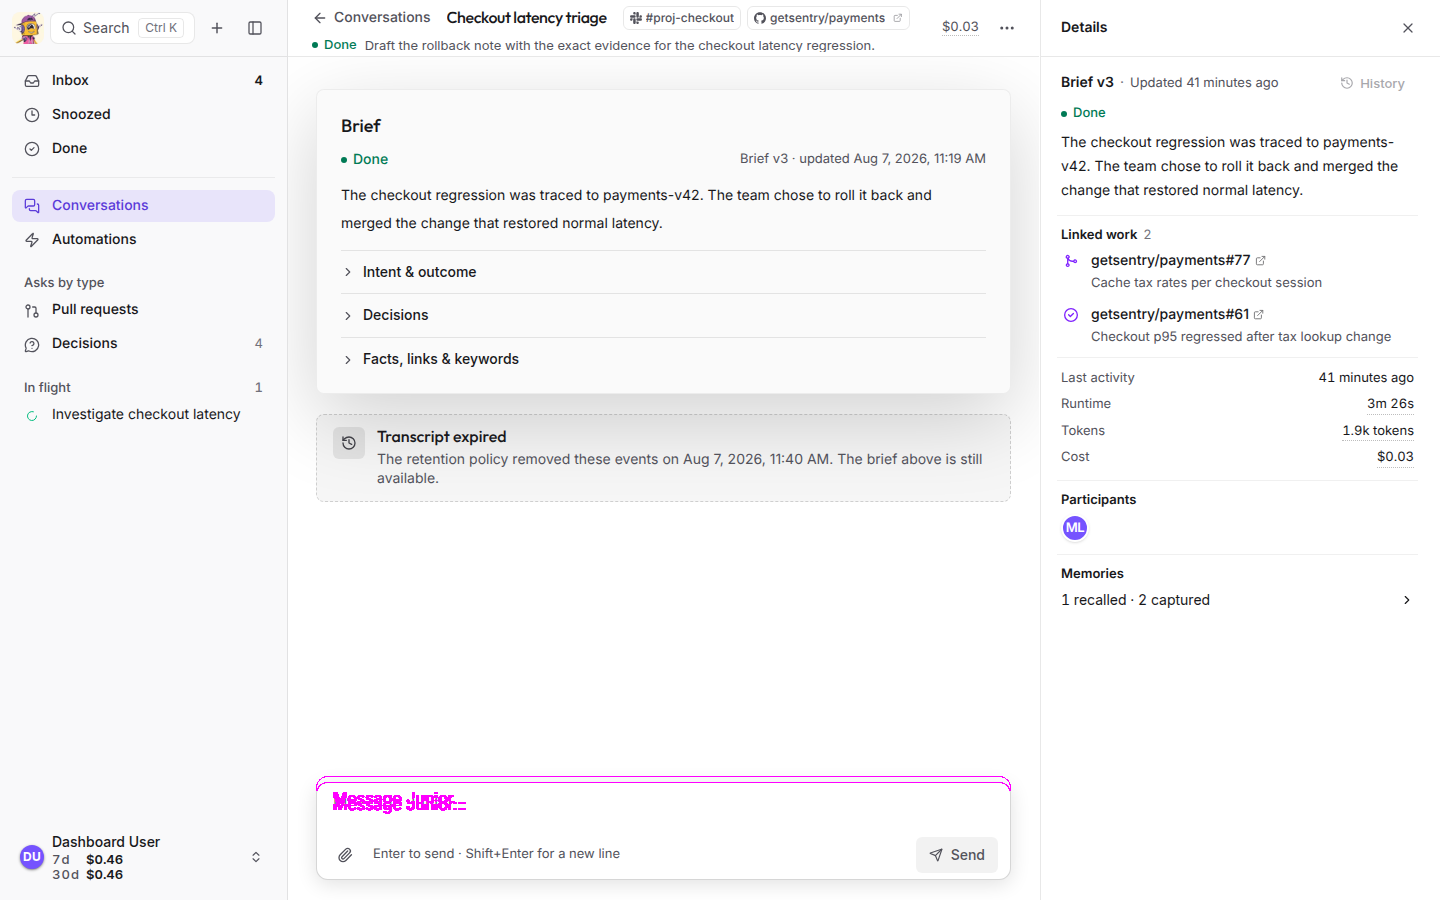 Search Ctrl K
Inbox 4
Snoozed
Done
Conversations
Automations
Asks by type
Pull requests
Decisions 4
In flight 1
Investigate checkout latency
Dashboard User
7d $0.46
30d $0.46
Conversations Checkout latency triage #proj-checkout getsentry/payments $0.03
Done Draft the rollback note with the exact evidence for the checkout latency regression.
Brief
Done Brief v3 · updated Aug 7, 2026, 11:19 AM
The checkout regression was traced to payments-v42. The team chose to roll it back and
merged the change that restored normal latency.
Intent & outcome
Decisions
Facts, links & keywords
Transcript expired
The retention policy removed these events on Aug 7, 2026, 11:40 AM. The brief above is still
available.
Message Junior…
Enter to send · Shift+Enter for a new line Send
Details
Brief v3 · Updated 41 minutes ago History
Done
The checkout regression was traced to payments-
v42. The team chose to roll it back and merged the
change that restored normal latency.
Linked work 2
getsentry/payments#77
Cache tax rates per checkout session
getsentry/payments#61
Checkout p95 regressed after tax lookup change
Last activity 41 minutes ago
Runtime 3m 26s
Tokens 1.9k tokens
Cost $0.03
Participants
ML
Memories
1 recalled · 2 captured
DU